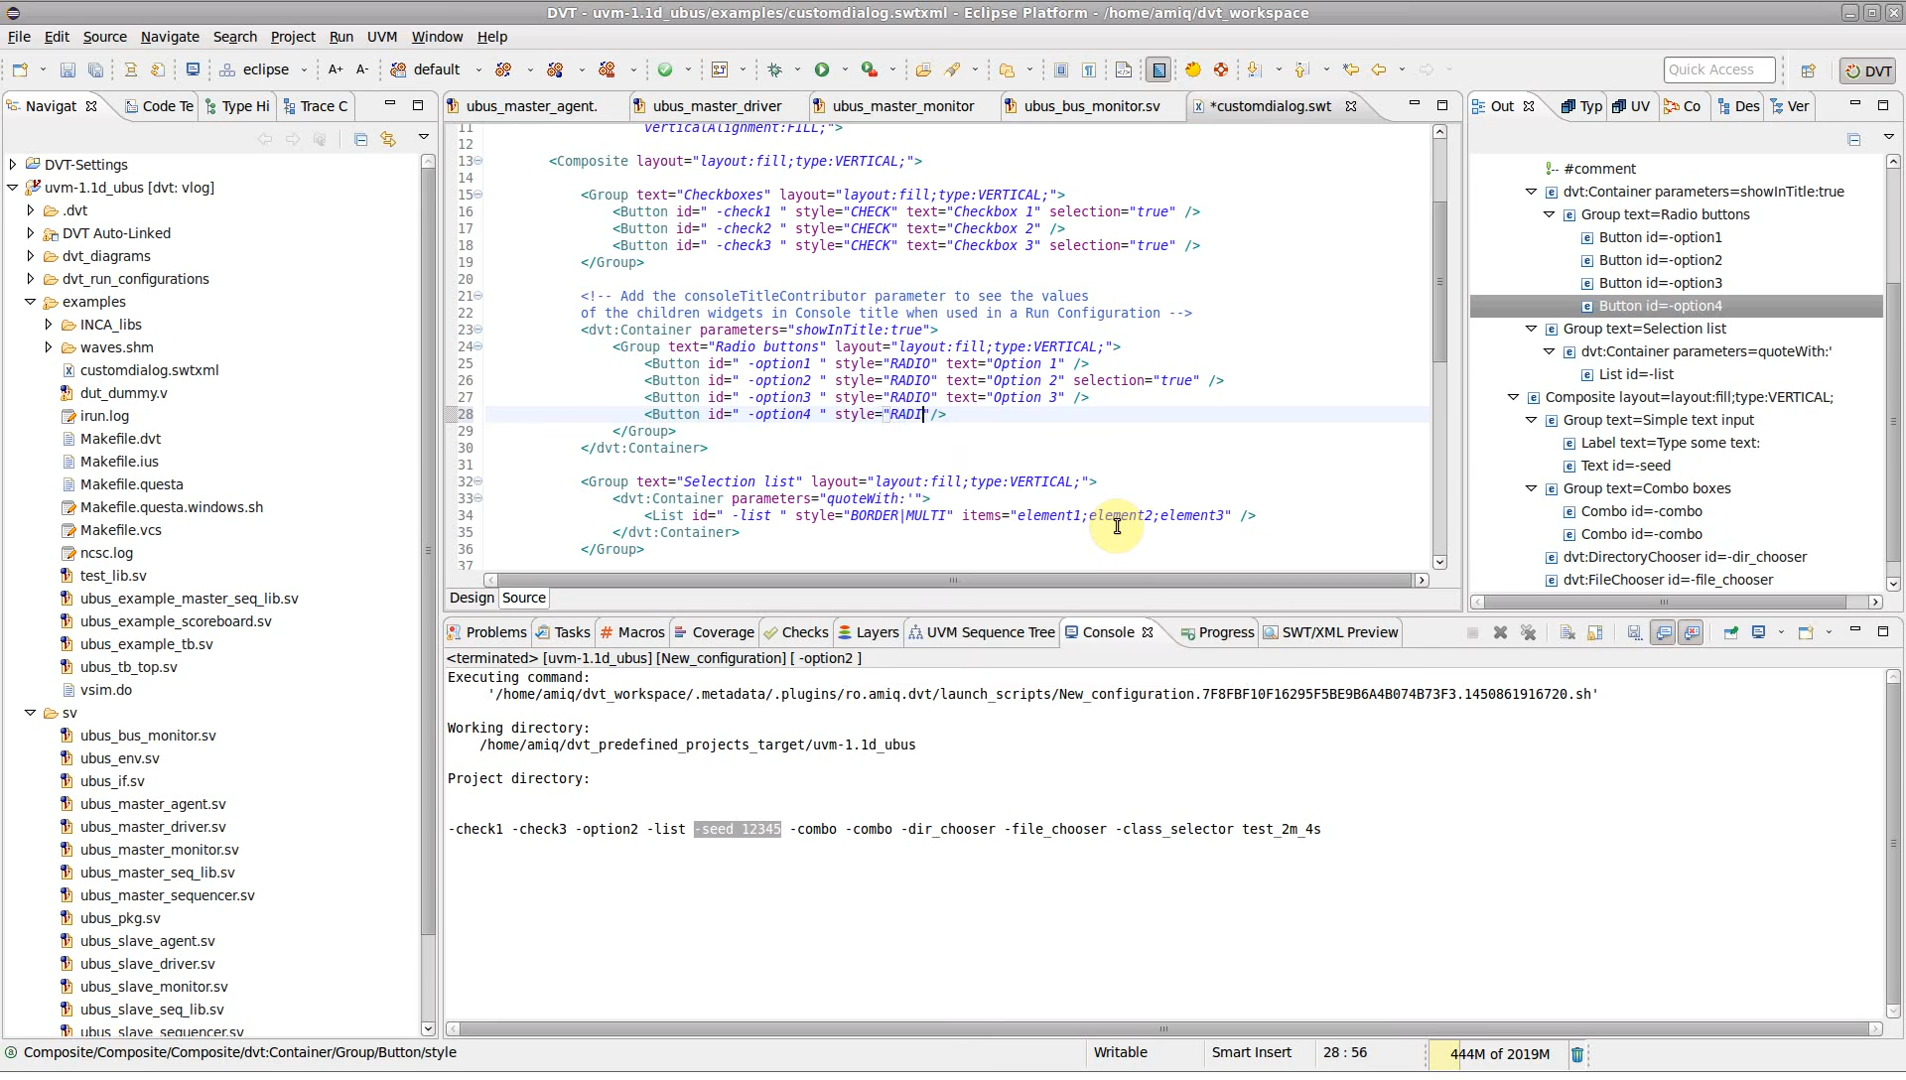 DVT - uvm-1.1d_ubus/examples/customdialog.swtxml - Eclipse Platform - /home/amiq/dvt_workspace
File Edit Source Navigate Search Project Run UVM Window Help
eclipse A+ A- default Quick Access DVT
Navigat Code Te Type Hi Trace C
DVT-Settings
uvm-1.1d_ubus [dvt: vlog]
.dvt
DVT Auto-Linked
dvt_diagrams
dvt_run_configurations
examples
INCA_libs
waves.shm
customdialog.swtxml
dut_dummy.v
irun.log
Makefile.dvt
Makefile.ius
Makefile.questa
Makefile.questa.windows.sh
Makefile.vcs
ncsc.log
test_lib.sv
ubus_example_master_seq_lib.sv
ubus_example_scoreboard.sv
ubus_example_tb.sv
ubus_tb_top.sv
vsim.do
sv
ubus_bus_monitor.sv
ubus_env.sv
ubus_if.sv
ubus_master_agent.sv
ubus_master_driver.sv
ubus_master_monitor.sv
ubus_master_seq_lib.sv
ubus_master_sequencer.sv
ubus_pkg.sv
ubus_slave_agent.sv
ubus_slave_driver.sv
ubus_slave_monitor.sv
ubus_slave_seq_lib.sv
ubus_slave_sequencer.sv
ubus_master_agent. ubus_master_driver ubus_master_monitor ubus_bus_monitor.sv *customdialog.swt
11 VerticalAlignment:FILL;">
12
13 <Composite layout="layout:fill;type:VERTICAL;">
14
15 <Group text="Checkboxes" layout="layout:fill;type:VERTICAL;">
16 <Button id=" -check1 " style="CHECK" text="Checkbox 1" selection="true" />
17 <Button id=" -check2 " style="CHECK" text="Checkbox 2" />
18 <Button id=" -check3 " style="CHECK" text="Checkbox 3" selection="true" />
19 </Group>
20
21 <!-- Add the consoleTitleContributor parameter to see the values
22 of the children widgets in Console title when used in a Run Configuration -->
23 <dvt:Container parameters="showInTitle:true">
24 <Group text="Radio buttons" layout="layout:fill;type:VERTICAL;">
25 <Button id=" -option1 " style="RADIO" text="Option 1" />
26 <Button id=" -option2 " style="RADIO" text="Option 2" selection="true" />
27 <Button id=" -option3 " style="RADIO" text="Option 3" />
28 <Button id=" -option4 " style="RADI"/>
29 </Group>
30 </dvt:Container>
31
32 <Group text="Selection list" layout="layout:fill;type:VERTICAL;">
33 <dvt:Container parameters="quoteWith:'">
34 <List id=" -list " style="BORDER|MULTI" items="element1;element2;element3" />
35 </dvt:Container>
36 </Group>
37
Design Source
Out Typ UV Co Des Ver
#comment
dvt:Container parameters=showInTitle:true
Group text=Radio buttons
Button id=-option1
Button id=-option2
Button id=-option3
Button id=-option4
Group text=Selection list
dvt:Container parameters=quoteWith:'
List id=-list
Composite layout=layout:fill;type:VERTICAL;
Group text=Simple text input
Label text=Type some text:
Text id=-seed
Group text=Combo boxes
Combo id=-combo
Combo id=-combo
dvt:DirectoryChooser id=-dir_chooser
dvt:FileChooser id=-file_chooser
Problems Tasks Macros Coverage Checks Layers UVM Sequence Tree Console Progress SWT/XML Preview
<terminated> [uvm-1.1d_ubus] [New_configuration] [ -option2 ]
Executing command:
'/home/amiq/dvt_workspace/.metadata/.plugins/ro.amiq.dvt/launch_scripts/New_configuration.7F8FBF10F16295F5BE9B6A4B074B73F3.1450861916720.sh'
Working directory:
/home/amiq/dvt_predefined_projects_target/uvm-1.1d_ubus
Project directory:
-check1 -check3 -option2 -list -seed 12345 -combo -combo -dir_chooser -file_chooser -class_selector test_2m_4s
Composite/Composite/Composite/dvt:Container/Group/Button/style Writable Smart Insert 28 : 56 444M of 2019M